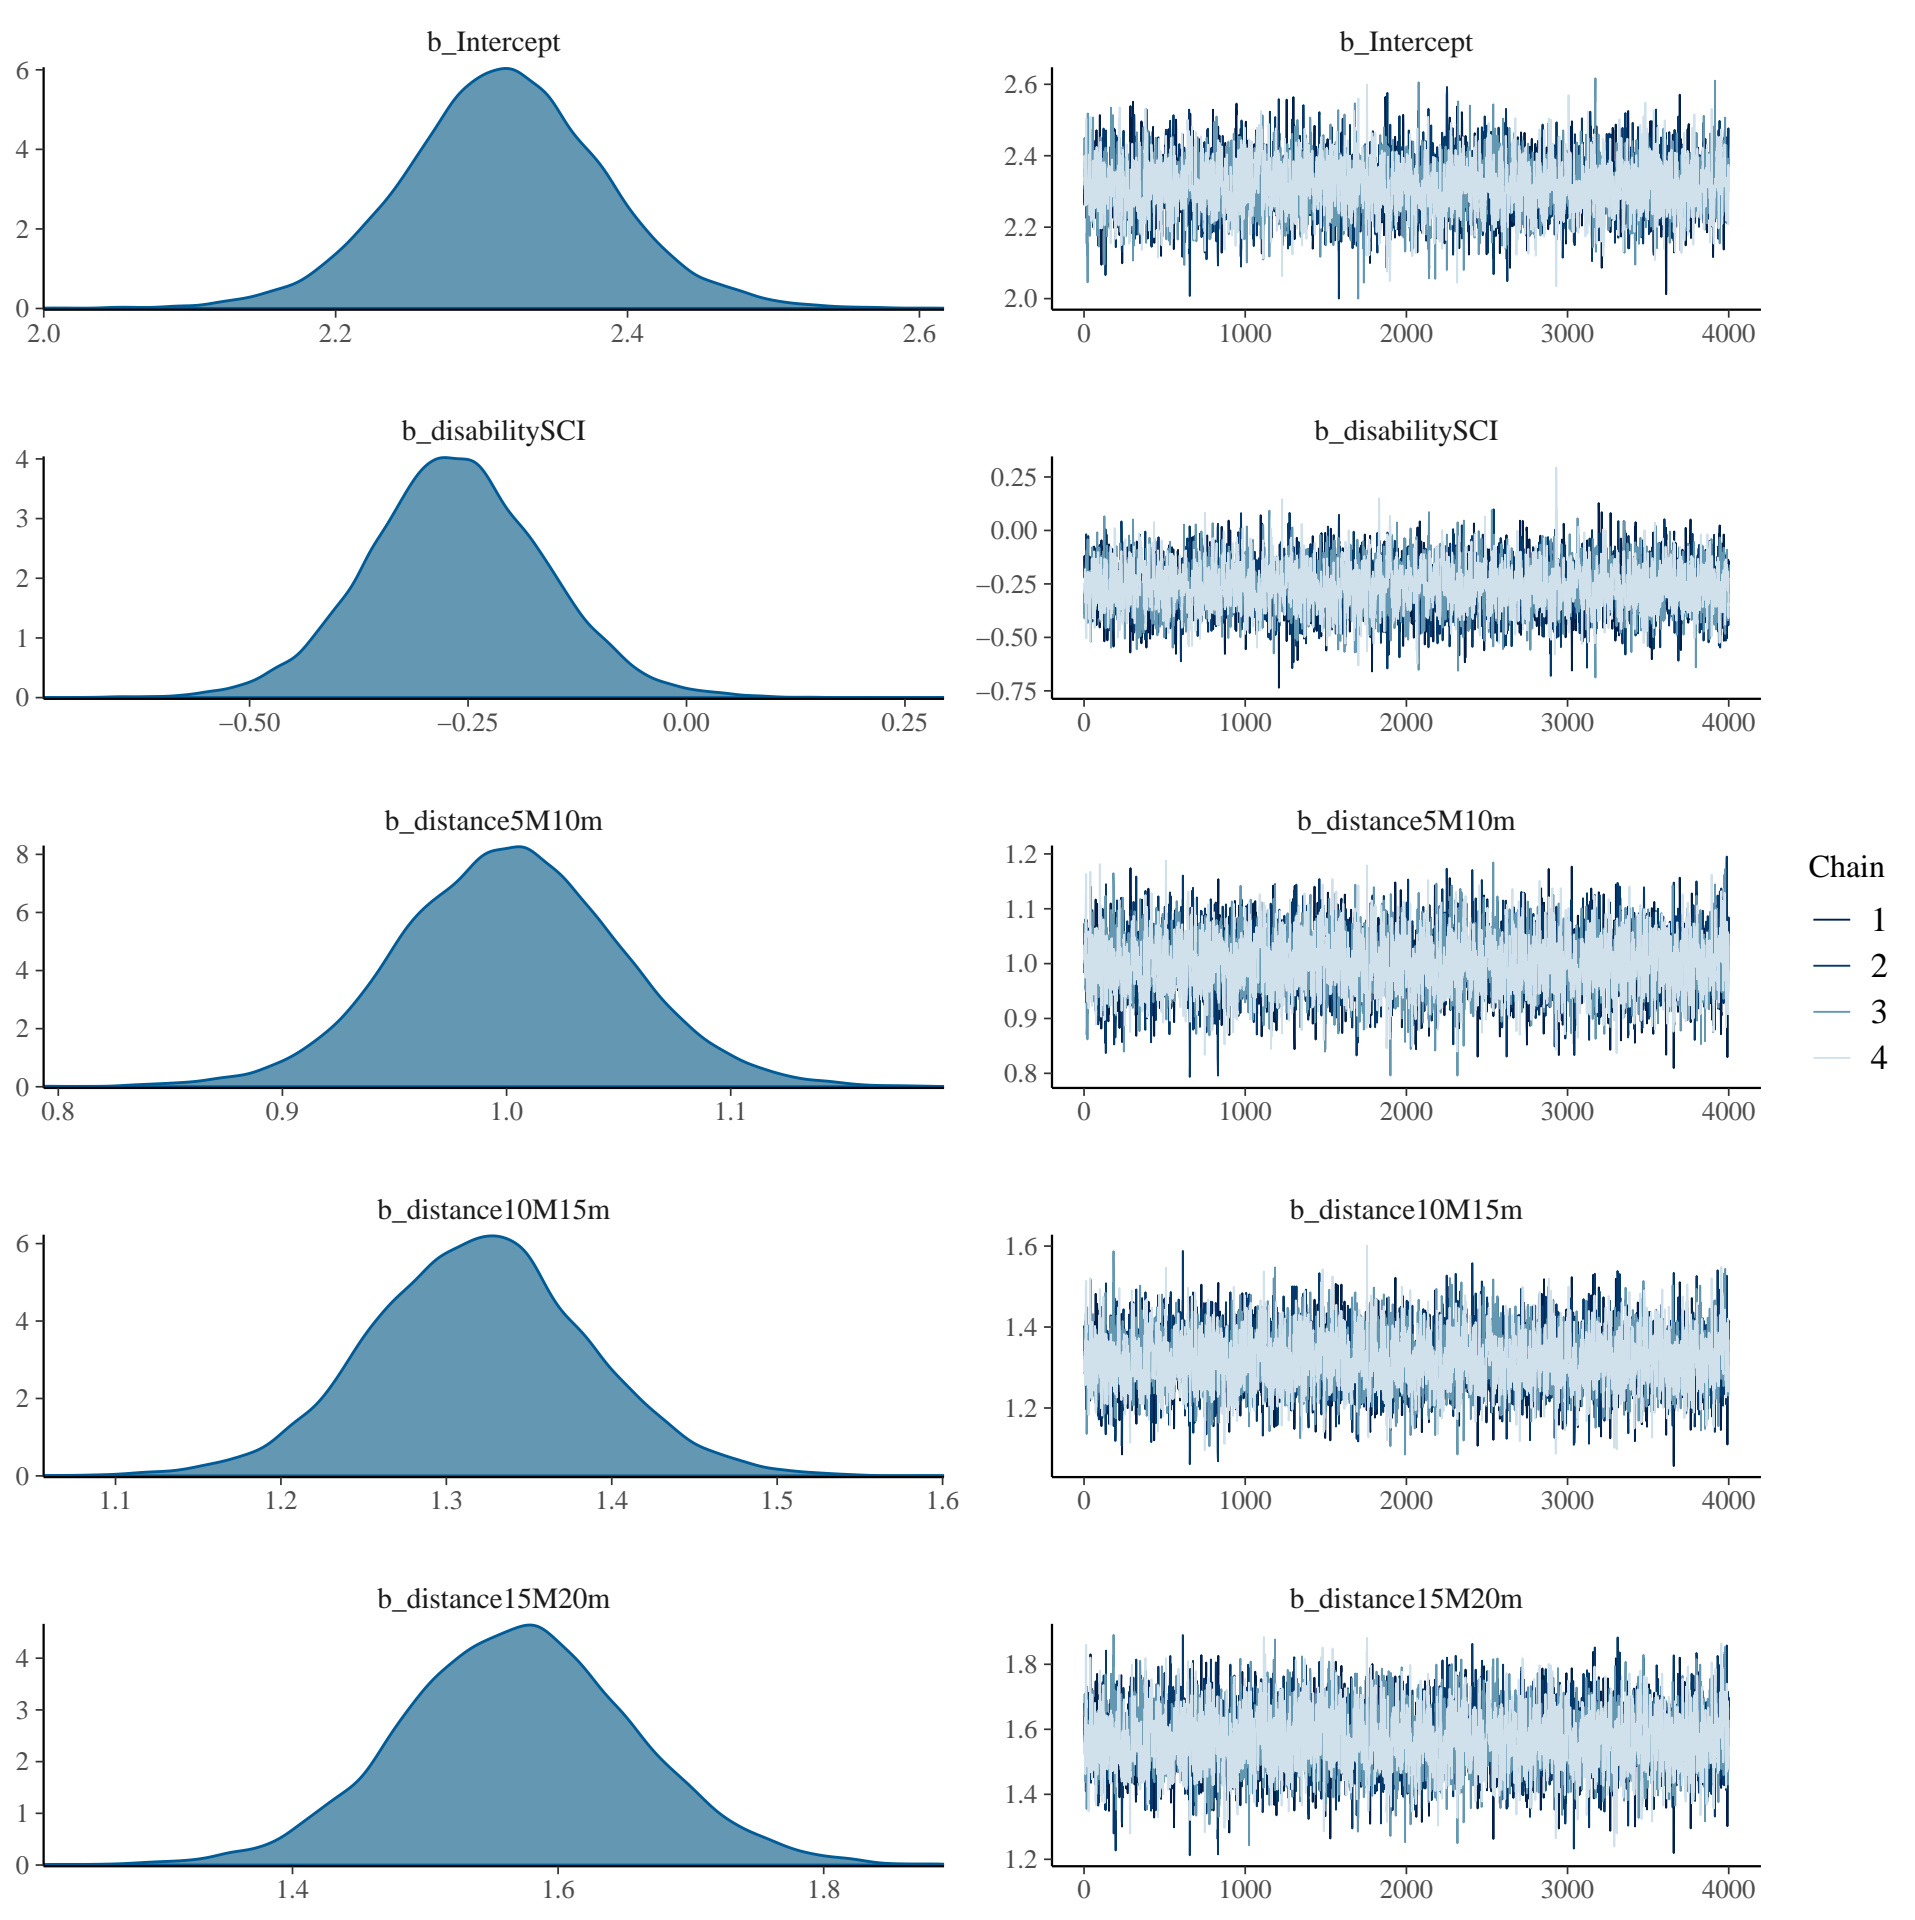 b_Intercept
6
4
2
0
2.0 2.2 2.4 2.6
b_Intercept
2.6
2.4
2.2
2.0
0 1000 2000 3000 4000
b_disabilitySCI
4
3
2
1
0
−0.50 −0.25 0.00 0.25
b_disabilitySCI
0.25
0.00
−0.25
−0.50
−0.75
0 1000 2000 3000 4000
b_distance5M10m
8
6
4
2
0
0.8 0.9 1.0 1.1
b_distance5M10m
1.2
1.1
1.0
0.9
0.8
0 1000 2000 3000 4000
Chain
1
2
3
4
b_distance10M15m
6
4
2
0
1.1 1.2 1.3 1.4 1.5 1.6
b_distance10M15m
1.6
1.4
1.2
0 1000 2000 3000 4000
b_distance15M20m
4
3
2
1
0
1.4 1.6 1.8
b_distance15M20m
1.8
1.6
1.4
1.2
0 1000 2000 3000 4000